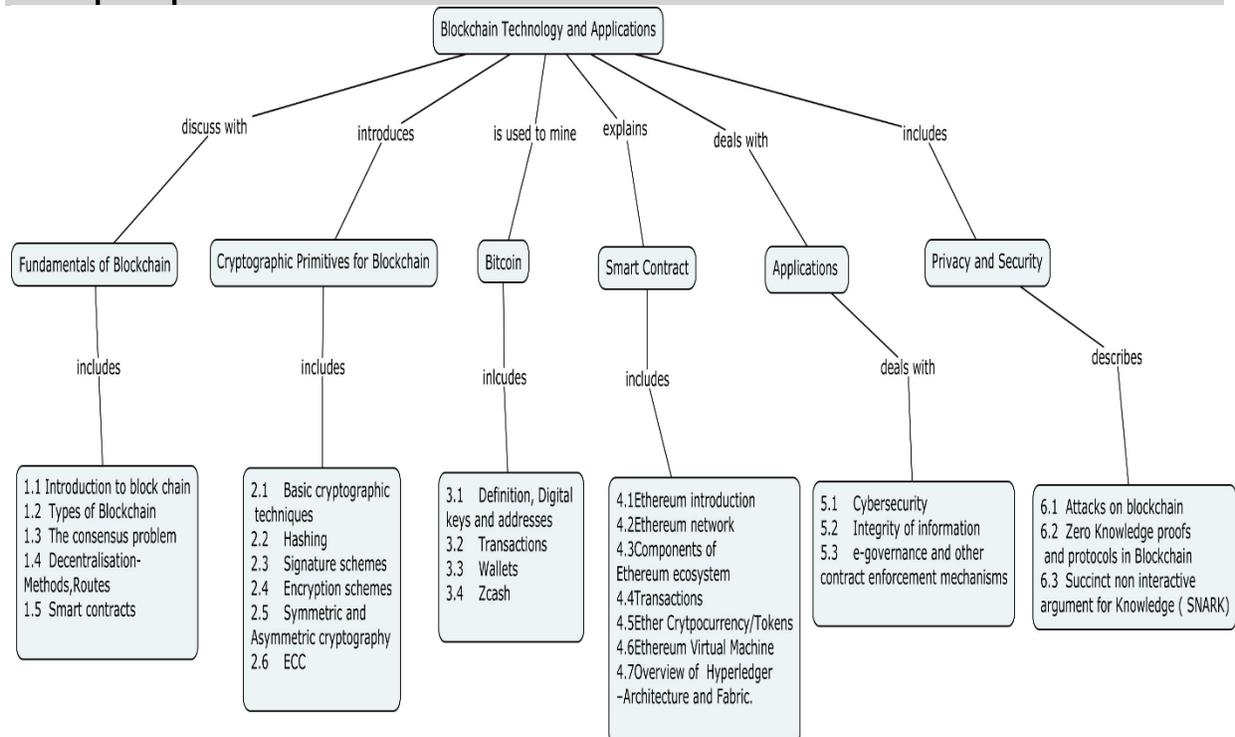 Blockchain Technology and Applications
discuss with
introduces
is used to mine
explains
deals with
includes
Fundamentals of Blockchain
Cryptographic Primitives for Blockchain
Bitcoin
Smart Contract
Applications
Privacy and Security
includes
includes
inlcudes
includes
deals with
describes
1.1 Introduction to block chain
1.2 Types of Blockchain
1.3 The consensus problem
1.4 Decentralisation-
Methods,Routes
1.5 Smart contracts
2.1 Basic cryptographic
techniques
2.2 Hashing
2.3 Signature schemes
2.4 Encryption schemes
2.5 Symmetric and
Asymmetric cryptography
2.6 ECC
3.1 Definition, Digital
keys and addresses
3.2 Transactions
3.3 Wallets
3.4 Zcash
4.1Ethereum introduction
4.2Ethereum network
4.3Components of
Ethereum ecosystem
4.4Transactions
4.5Ether Crytpocurrency/Tokens
4.6Ethereum Virtual Machine
4.7Overview of Hyperledger
–Architecture and Fabric.
5.1 Cybersecurity
5.2 Integrity of information
5.3 e-governance and other
contract enforcement mechanisms
6.1 Attacks on blockchain
6.2 Zero Knowledge proofs
and protocols in Blockchain
6.3 Succinct non interactive
argument for Knowledge ( SNARK)